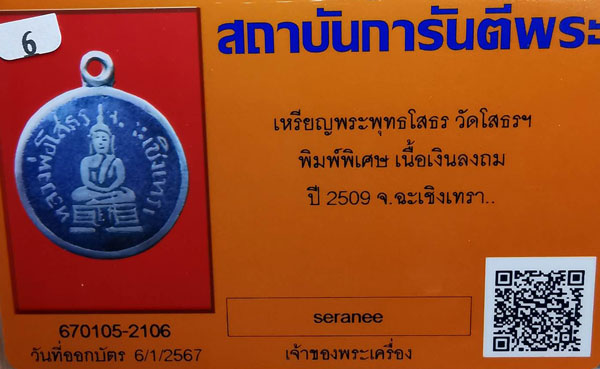 6
สถาบันการันตีพระ
หลวงพ่อโสธร จ.ฉะเชิงเทรา
เหรียญพระพุทธโสธร วัดโสธรฯ
พิมพ์พิเศษ เนื้อเงินลงถม
ปี 2509 จ.ฉะเชิงเทรา..
seranee
เจ้าของพระเครื่อง
670105-2106
วันที่ออกบัตร 6/1/2567